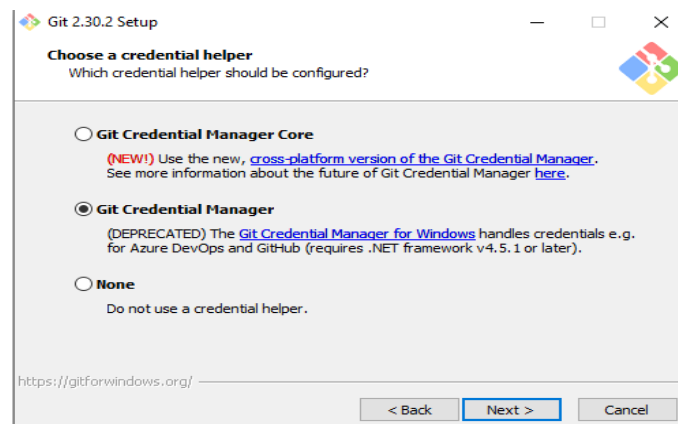 Git 2.30.2 Setup
Choose a credential helper
Which credential helper should be configured?
Git Credential Manager Core
(NEW!) Use the new, cross-platform version of the Git Credential Manager.
See more information about the future of Git Credential Manager here.
Git Credential Manager
(DEPRECATED) The Git Credential Manager for Windows handles credentials e.g.
for Azure DevOps and GitHub (requires .NET framework v4.5.1 or later).
None
Do not use a credential helper.
https://gitforwindows.org/
< Back Next > Cancel